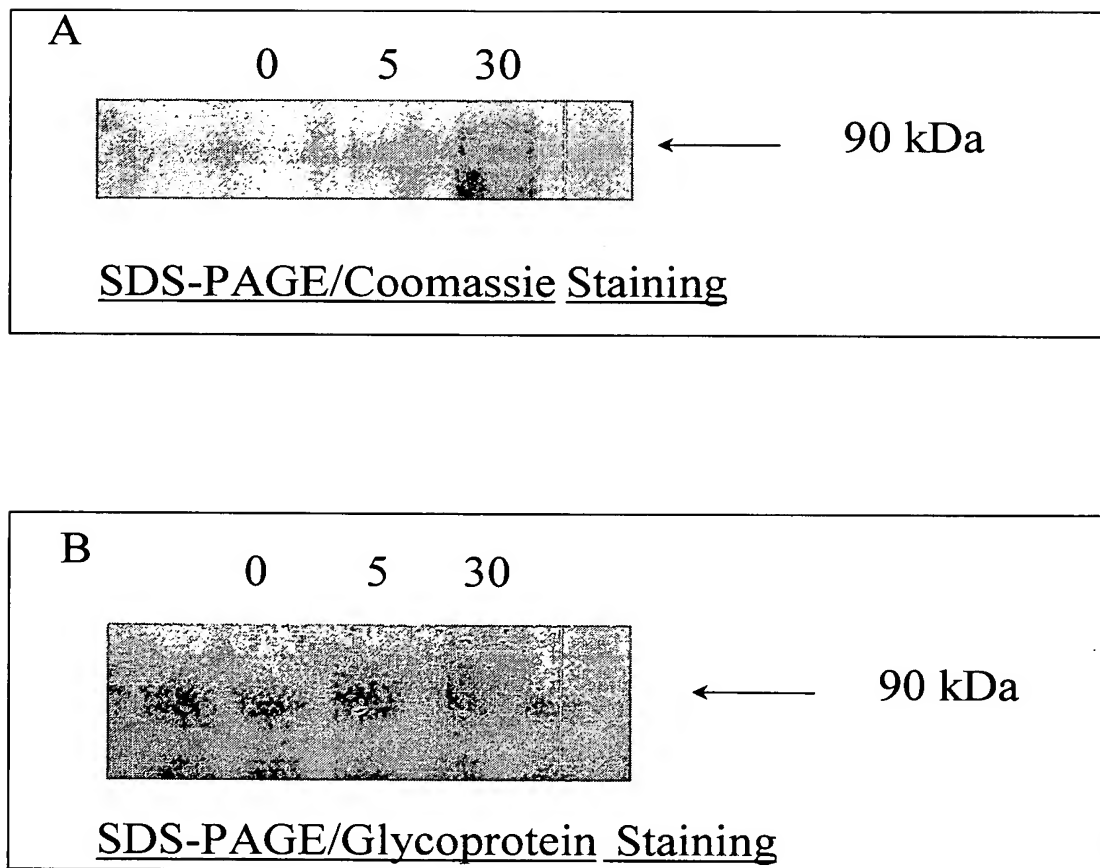 A
0 5 30
90 kDa
SDS-PAGE/Coomassie Staining
B
0 5 30
90 kDa
SDS-PAGE/Glycoprotein Staining